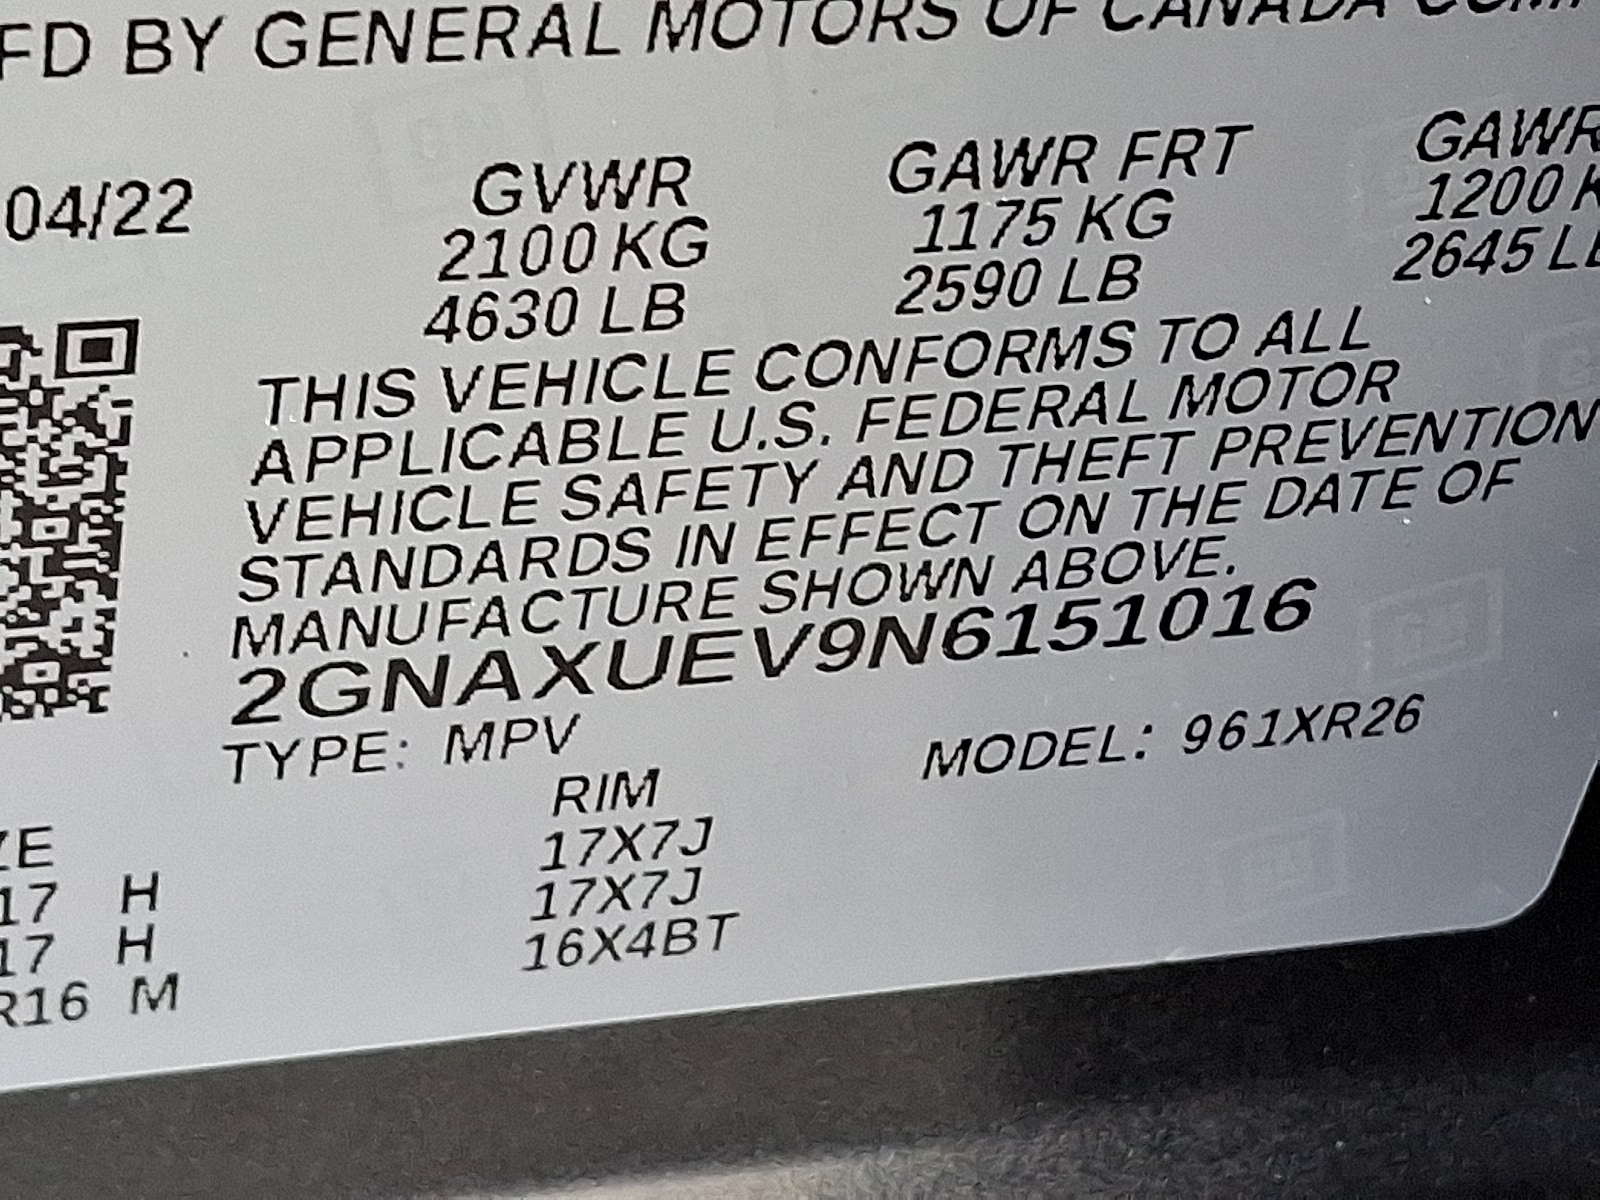 FD BY GENERAL MOTORS OF CANADA COMP
04/22 GVWR GAWR FRT GAWR
2100 KG 1175 KG 1200 K
4630 LB 2590 LB 2645 LB
THIS VEHICLE CONFORMS TO ALL
APPLICABLE U.S. FEDERAL MOTOR
VEHICLE SAFETY AND THEFT PREVENTION
STANDARDS IN EFFECT ON THE DATE OF
MANUFACTURE SHOWN ABOVE.
2GNAXUEV9N6151016
TYPE: MPV MODEL: 961XR26
ZE RIM
17 H 17X7J
17 H 17X7J
R16 M 16X4BT